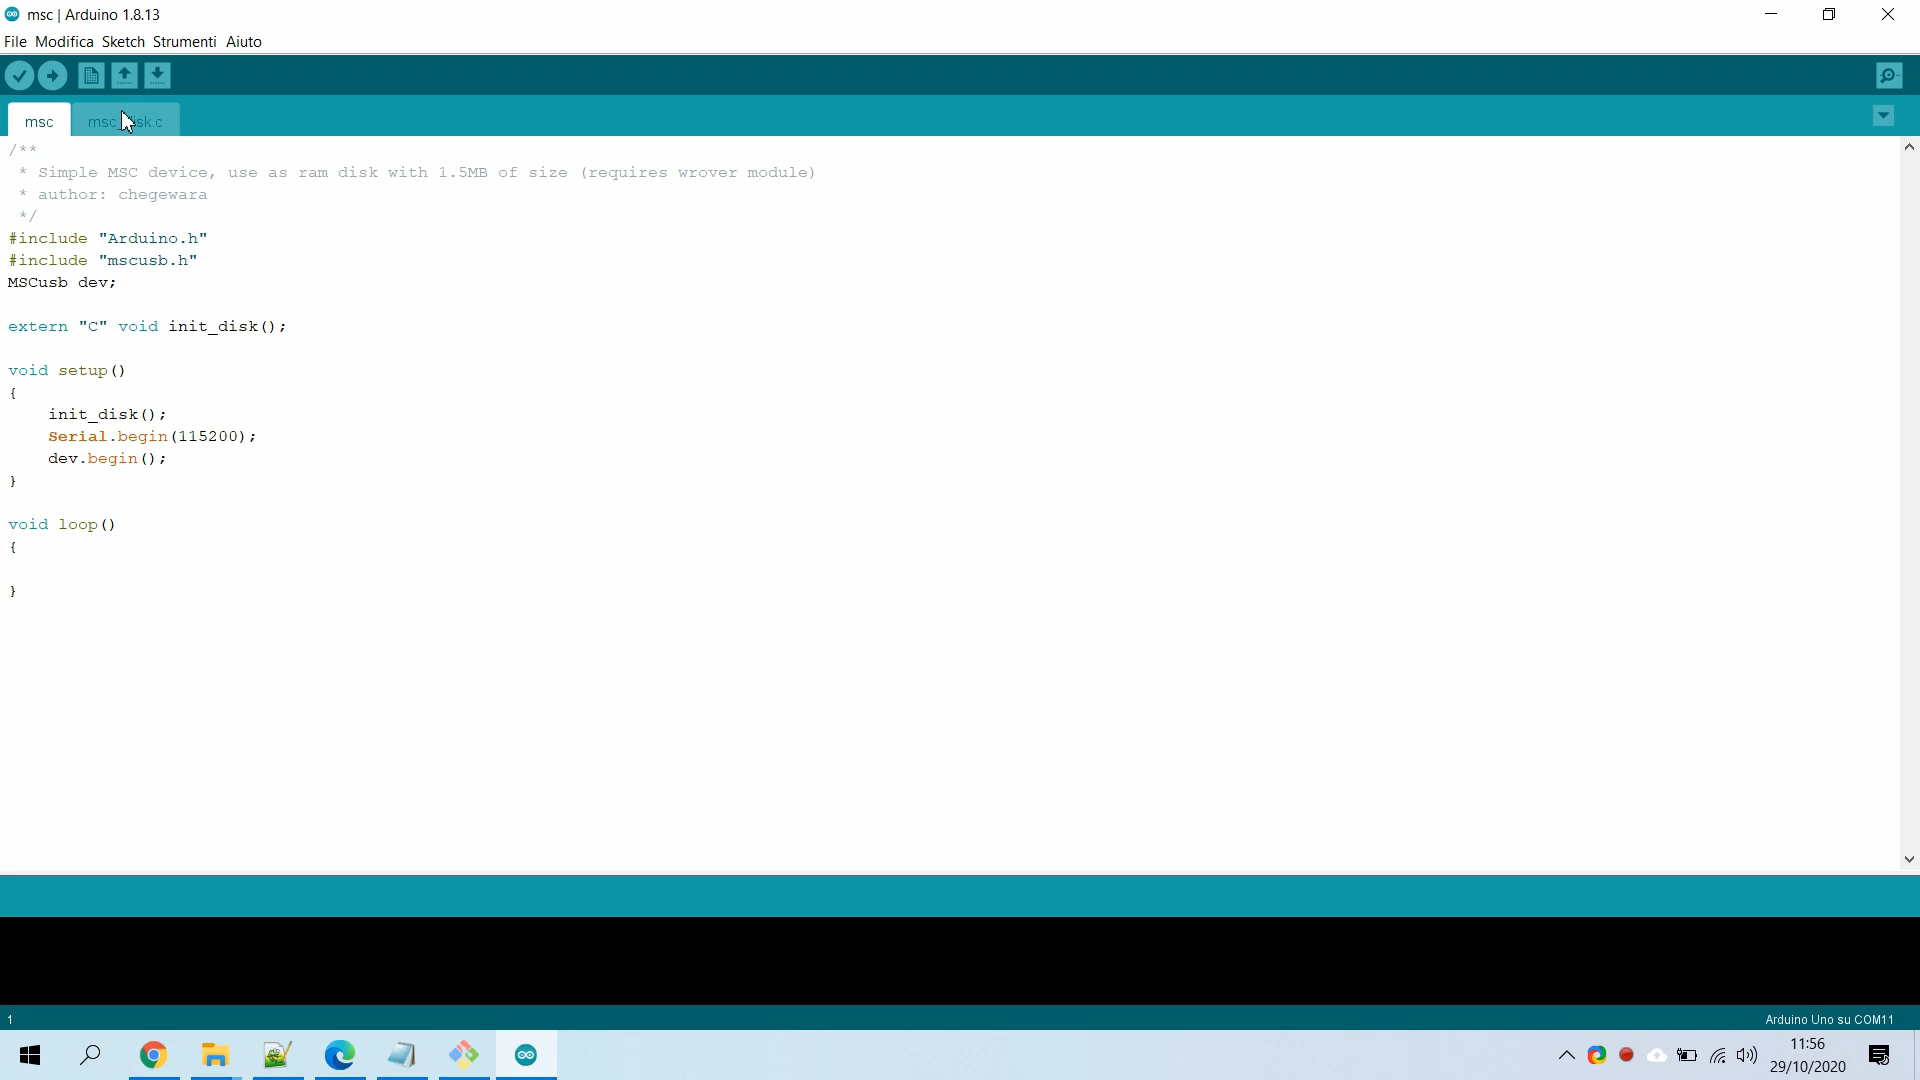 msc | Arduino 1.8.13
File Modifica Sketch Strumenti Aiuto
msc
/**
* Simple MSC device, use as ram disk with 1.5MB of size (requires wrover module)
* author: chegewara
*/
#include "Arduino.h"
#include "mscusb.h"
MSCusb dev;
extern "C" void init_disk();
void setup()
{
init_disk();
Serial.begin(115200);
dev.begin();
}
void loop()
{
}
1
Arduino Uno su COM11
11:56
29/10/2020